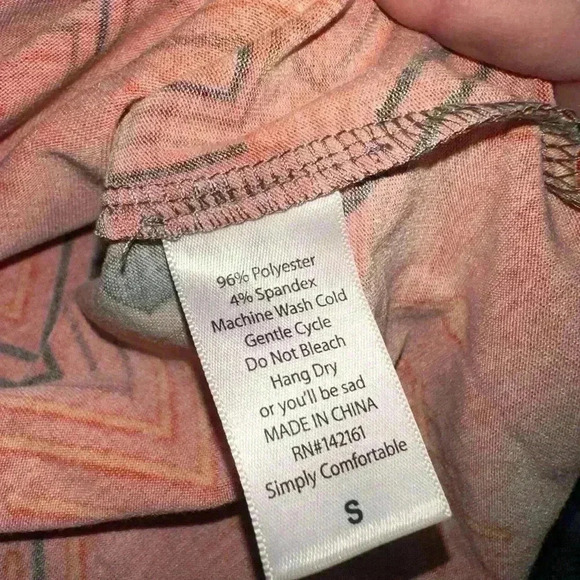 96% Polyester
4% Spandex
Machine Wash Cold
Gentle Cycle
Do Not Bleach
Hang Dry
or you'll be sad
MADE IN CHINA
RN#142161
Simply Comfortable
S